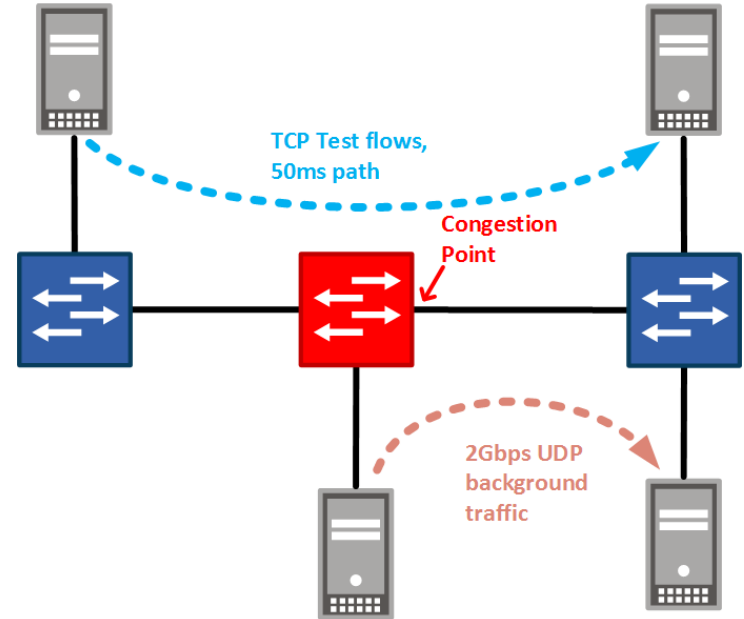 TCP Test flows,
50ms path
Congestion
Point
2Gbps UDP
background
traffic